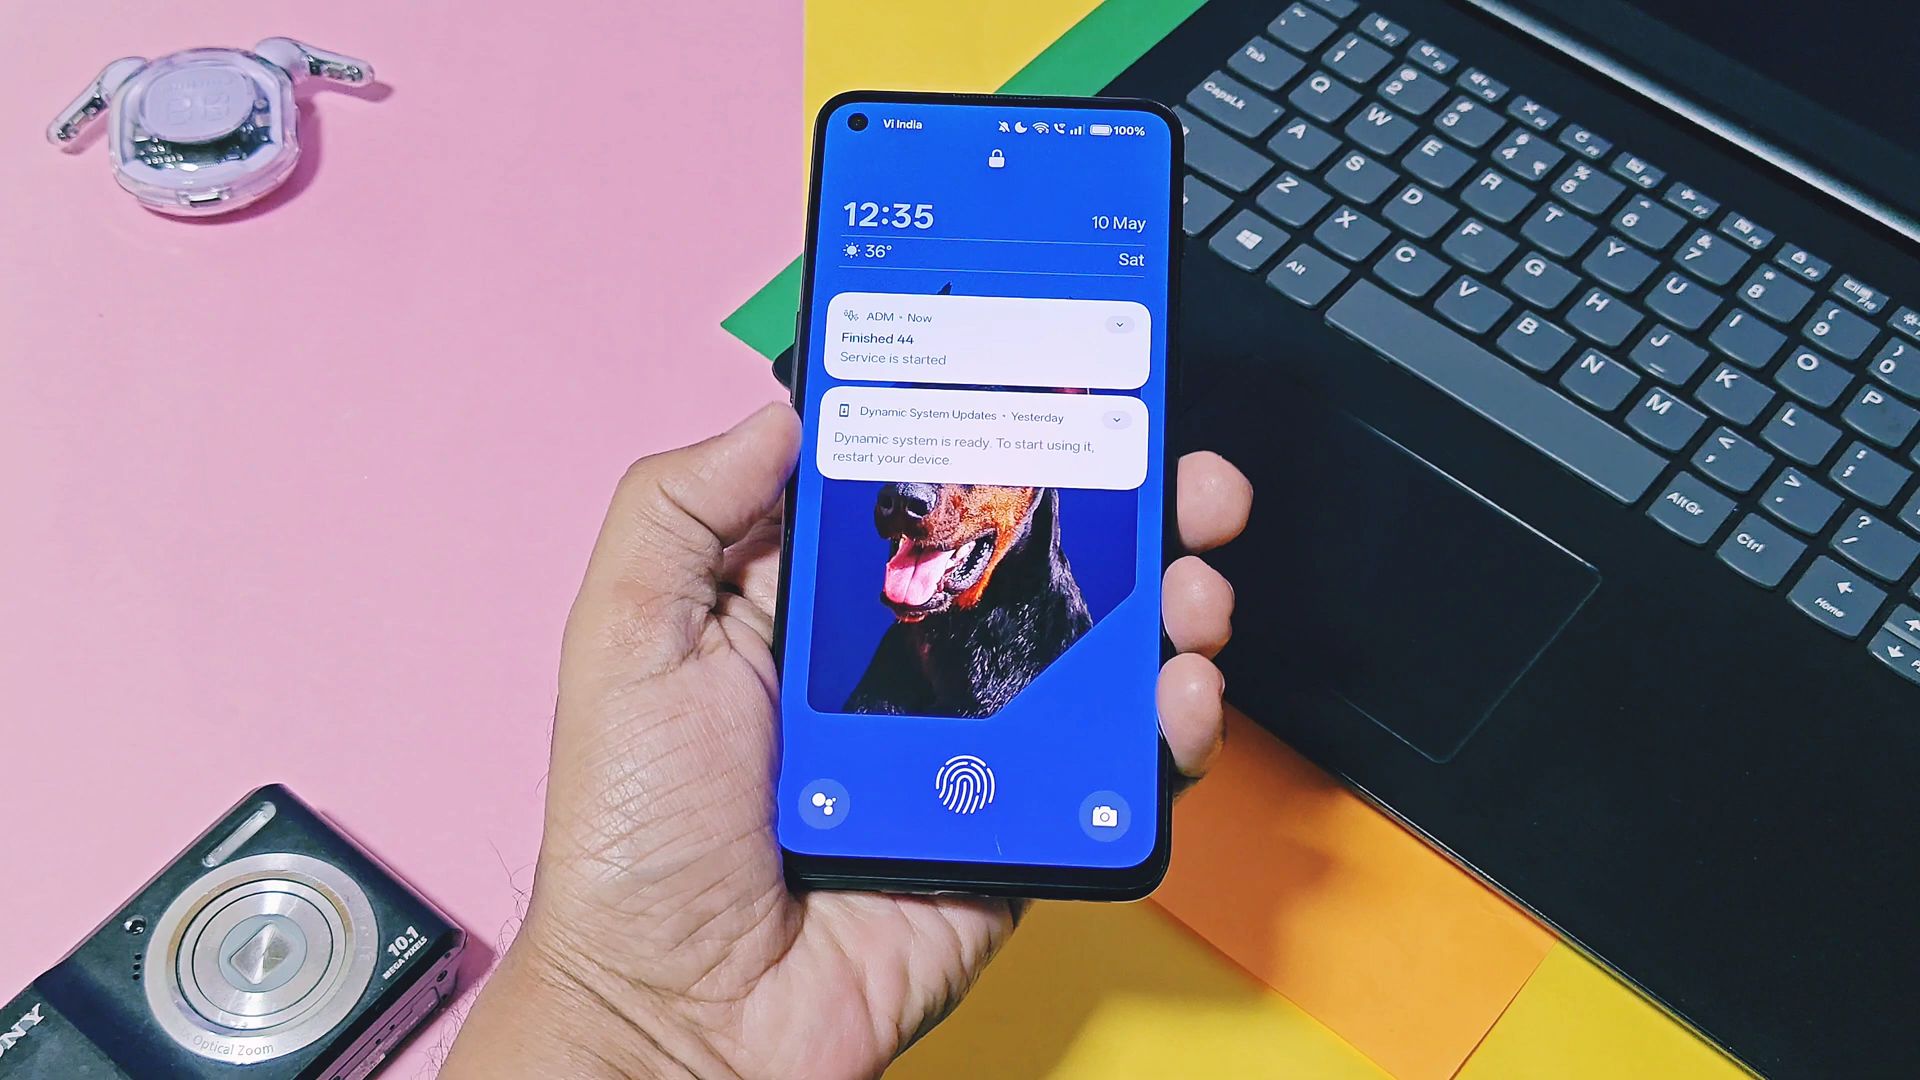 Vi India
100%
12:35
10 May
36°
Sat
ADM • Now
Finished 44
Service is started
Dynamic System Updates • Yesterday
Dynamic system is ready. To start using it,
restart your device.
10.1
MEGA PIXELS
Optical Zoom
Tab
CapsLk
Q W E R T Y U I O P
A S D F G H J K L
Z X C V B N M
Alt
AltGr
Ctrl
Home